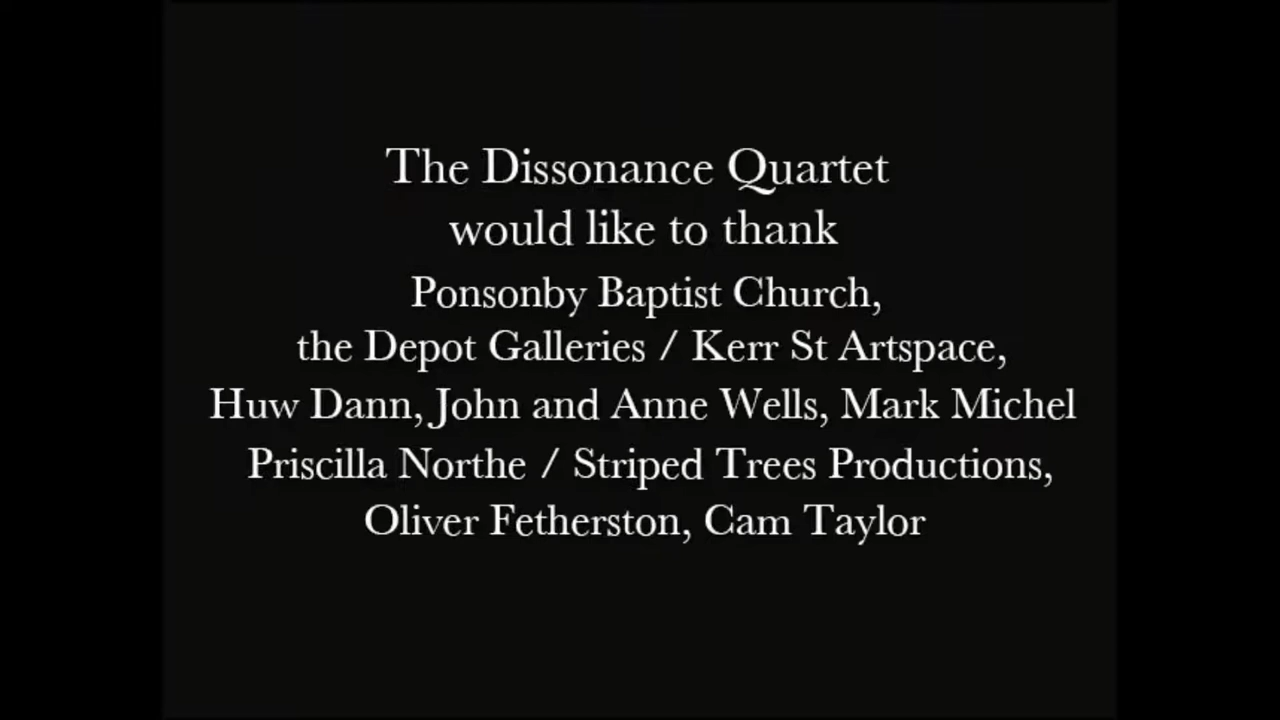 The Dissonance Quartet
would like to thank
Ponsonby Baptist Church,
the Depot Galleries / Kerr St Artspace,
Huw Dann, John and Anne Wells, Mark Michel
Priscilla Northe / Striped Trees Productions,
Oliver Fetherston, Cam Taylor